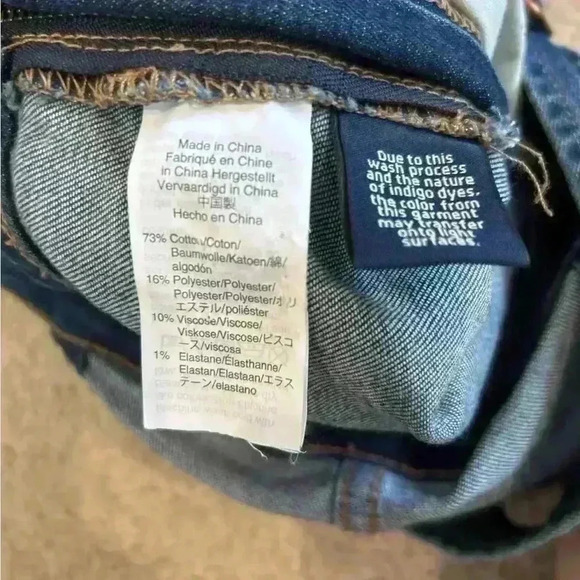 Made in China
Fabriqué en Chine
in China Hergestellt
Vervaardigd in China
中国製
Hecho en China
73% Cotton/Coton/
Baumwolle/Katoen/綿/
algodón
16% Polyester/Polyester/
Polyester/Polyester/ポリ
エステル/poliéster
10% Viscose/Viscose/
Viskose/Viscose/ビスコ
ース/viscosa
1% Elastane/Élasthanne/
Elastan/Elastaan/エラス
テーン/elastano
Due to this
wash process
and the nature
of indigo dyes,
the color from
this garment
may transfer
onto light
surfaces.